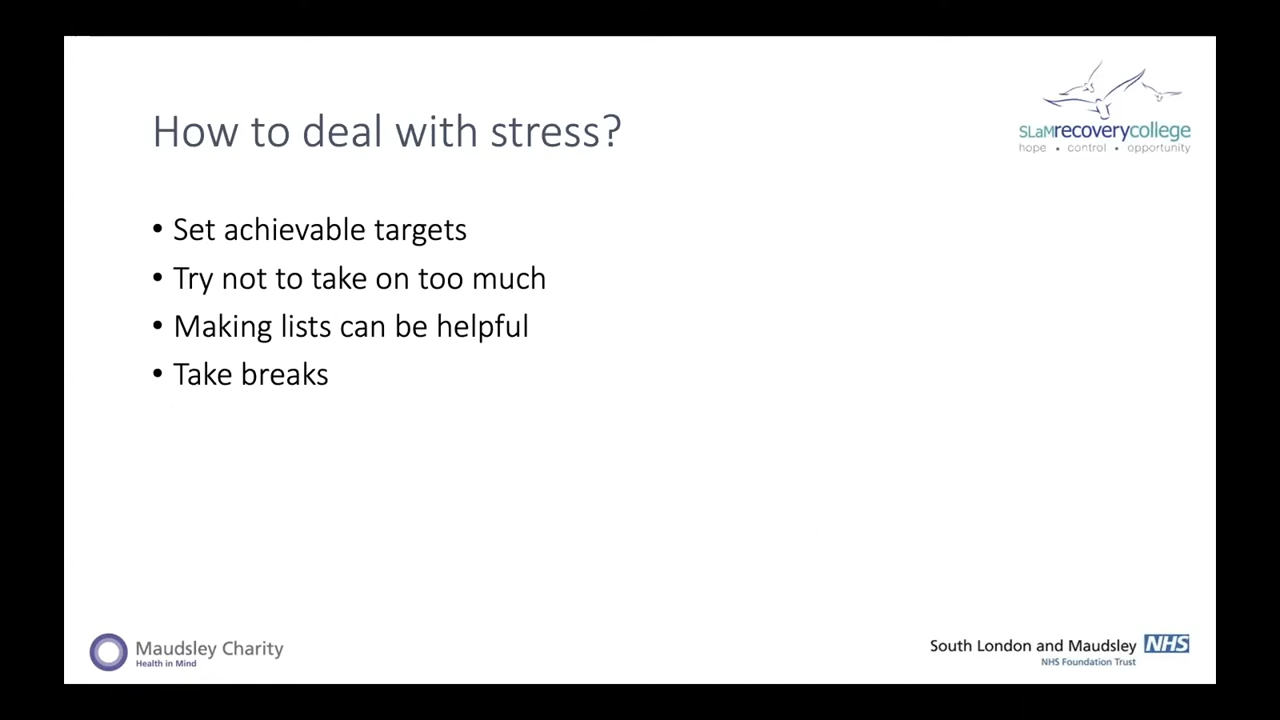 How to deal with stress?
SLaMrecoverycollege
hope • control • opportunity
• Set achievable targets
• Try not to take on too much
• Making lists can be helpful
• Take breaks
Maudsley Charity
Health in Mind
South London and Maudsley NHS
NHS Foundation Trust